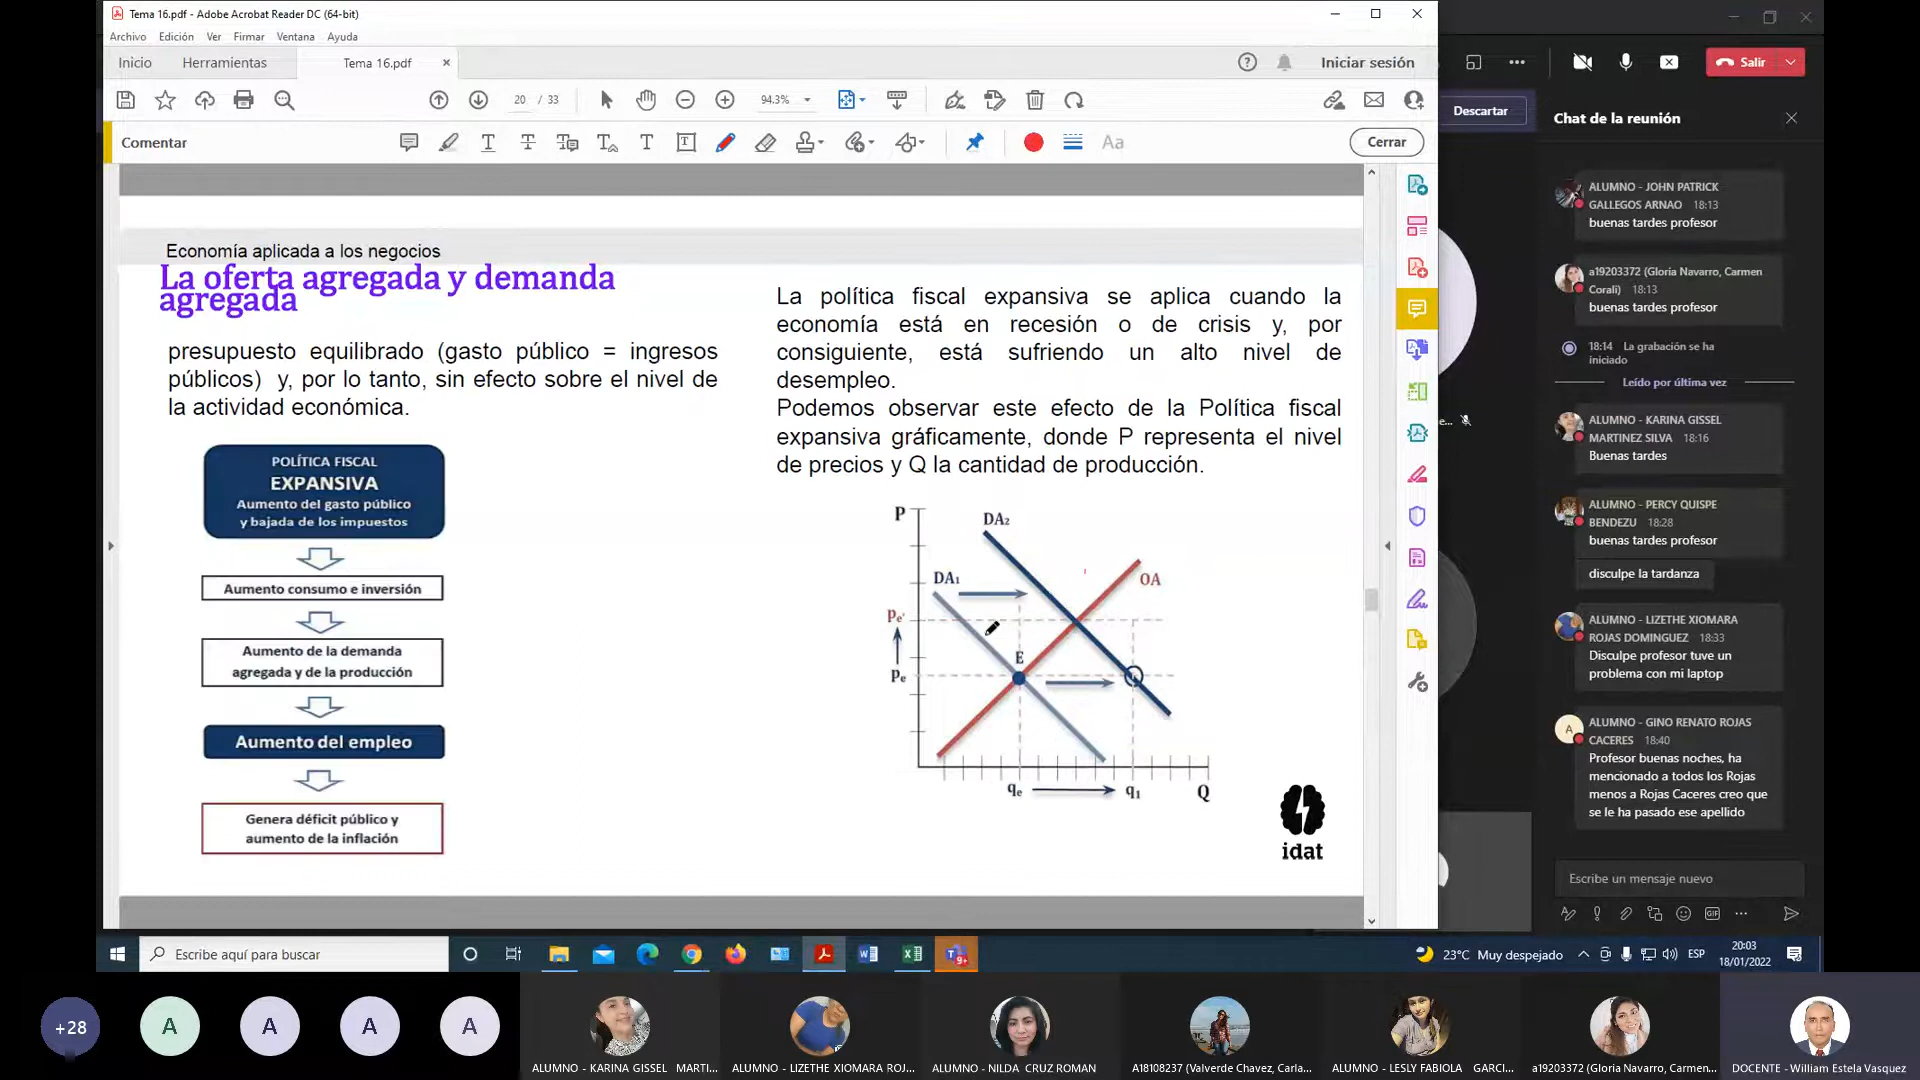 Tema 16.pdf - Adobe Acrobat Reader DC (64-bit)
Archivo Edición Ver Firmar Ventana Ayuda
Inicio Herramientas Tema 16.pdf × Iniciar sesión
20 / 33 94.3%
Comentar Aa Cerrar
Economía aplicada a los negocios
La oferta agregada y demanda
agregada
presupuesto equilibrado (gasto público = ingresos
públicos) y, por lo tanto, sin efecto sobre el nivel de
la actividad económica.
POLÍTICA FISCAL
EXPANSIVA
Aumento del gasto público
y bajada de los impuestos
Aumento consumo e inversión
Aumento de la demanda
agregada y de la producción
Aumento del empleo
Genera déficit público y
aumento de la inflación
La política fiscal expansiva se aplica cuando la
economía está en recesión o de crisis y, por
consiguiente, está sufriendo un alto nivel de
desempleo.
Podemos observar este efecto de la Política fiscal
expansiva gráficamente, donde P representa el nivel
de precios y Q la cantidad de producción.
P
DA2
DA1
OA
Pe'
E
Pe
qe q1 Q
idat
Salir
Descartar
Chat de la reunión
ALUMNO - JOHN PATRICK
GALLEGOS ARNAO 18:13
buenas tardes profesor
a19203372 (Gloria Navarro, Carmen
Corali) 18:13
buenas tardes profesor
18:14 La grabación se ha
iniciado
Leído por última vez
e...
ALUMNO - KARINA GISSEL
MARTINEZ SILVA 18:16
Buenas tardes
ALUMNO - PERCY QUISPE
BENDEZU 18:28
buenas tardes profesor
disculpe la tardanza
ALUMNO - LIZETHE XIOMARA
ROJAS DOMINGUEZ 18:33
Disculpe profesor tuve un
problema con mi laptop
A
ALUMNO - GINO RENATO ROJAS
CACERES 18:40
Profesor buenas noches, ha
mencionado a todos los Rojas
menos a Rojas Caceres creo que
se le ha pasado ese apellido
Escribe un mensaje nuevo
GIF
Escribe aquí para buscar
9+
23°C Muy despejado ESP 20:03
18/01/2022
+28 A A A A
ALUMNO - KARINA GISSEL MARTI...
ALUMNO - LIZETHE XIOMARA ROJ...
ALUMNO - NILDA CRUZ ROMAN
A18108237 (Valverde Chavez, Carla...
ALUMNO - LESLY FABIOLA GARCI...
a19203372 (Gloria Navarro, Carmen...
DOCENTE - William Estela Vasquez